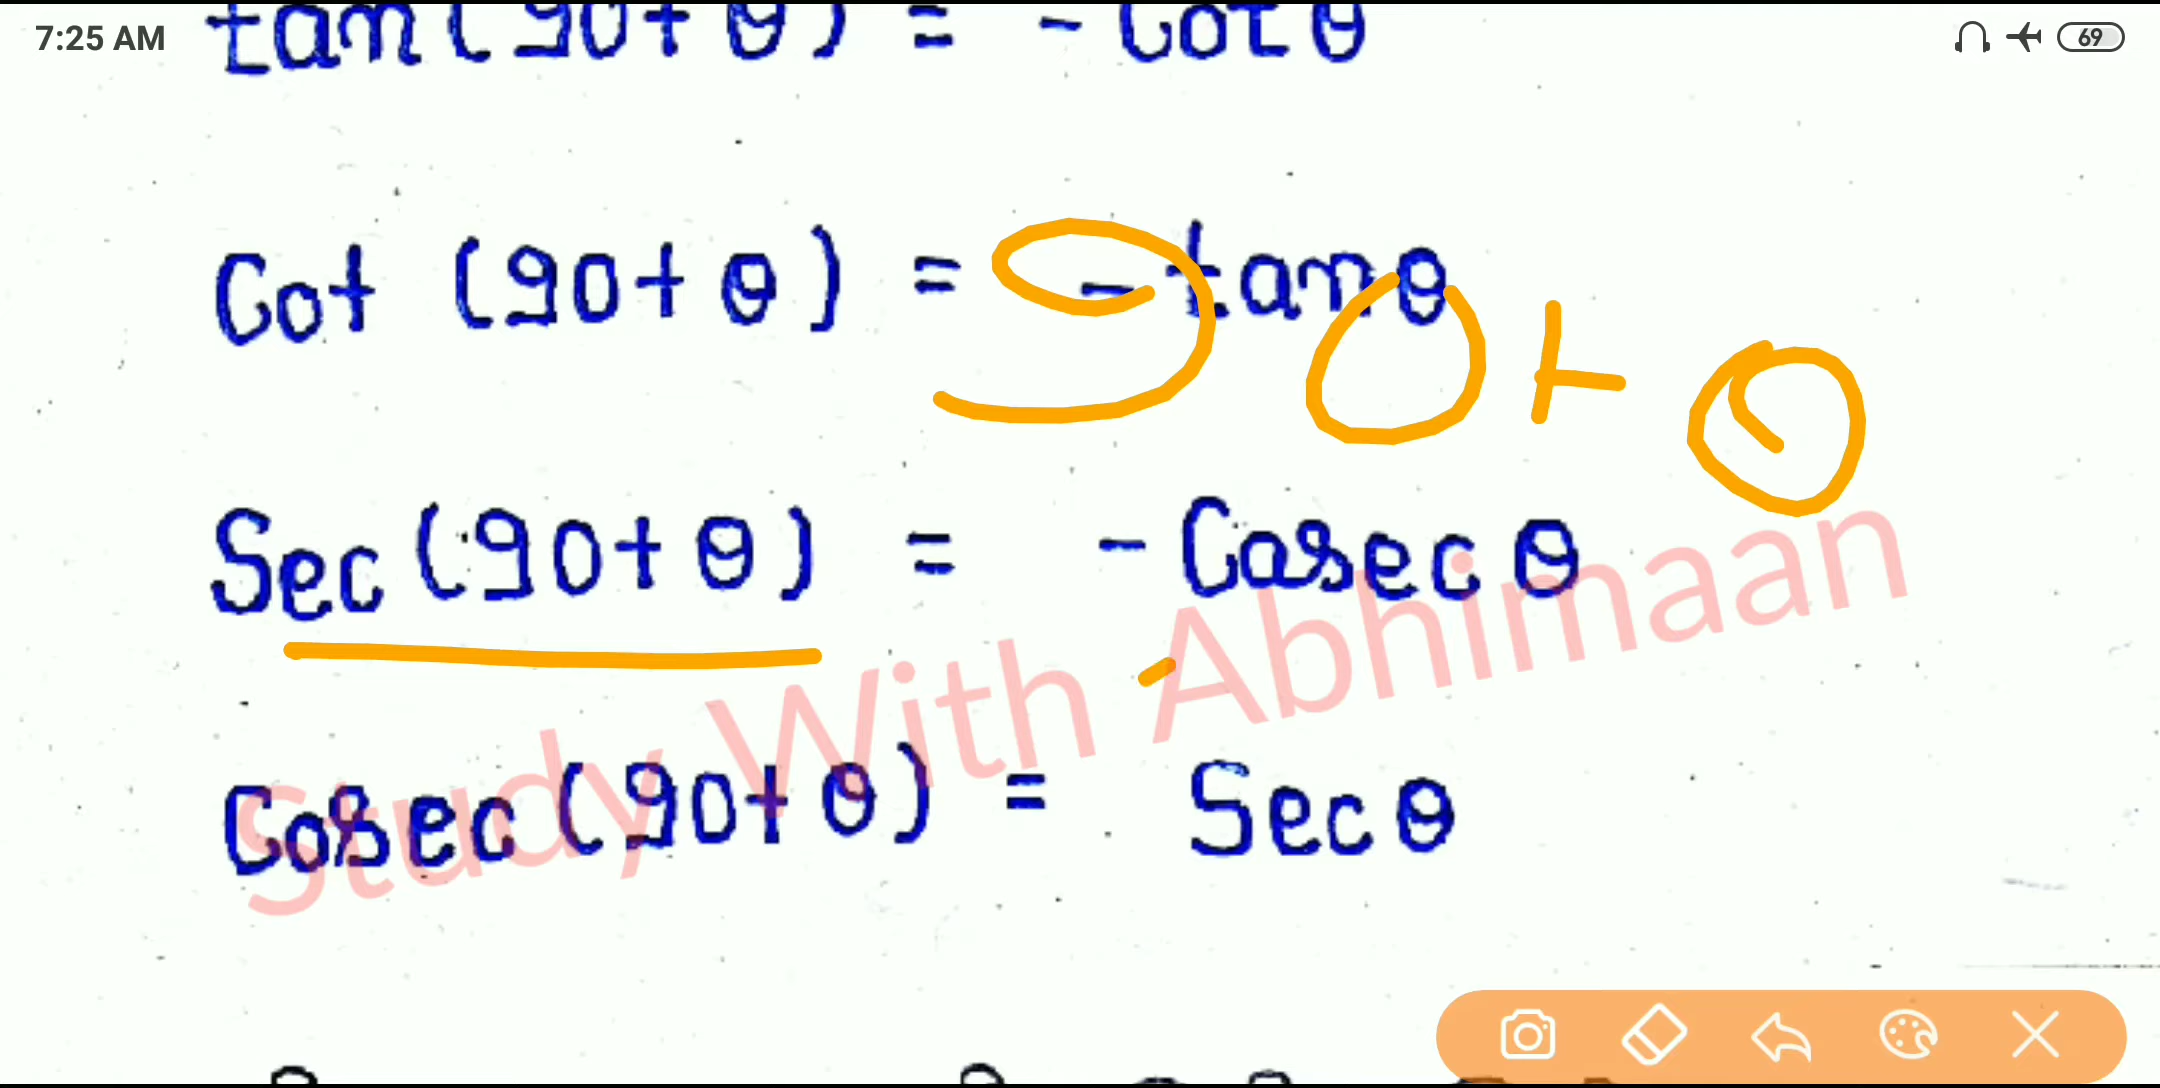 7:25 AM
69
tan(90+θ) = -Cotθ
Cot (90+θ) = -tanθ
90+θ
Sec(90+θ) = -Cosecθ
Cosec(90+θ) = Secθ
Study With Abhimaan